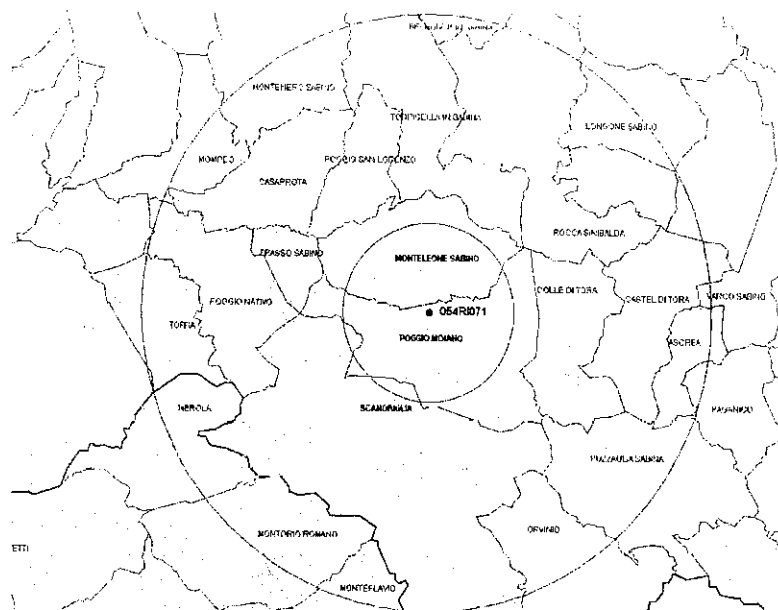 MONTENERO SABINO
TORRICELLA IN SABINA
LONGONE SABINO
MOMPEO
POGGIO SAN LORENZO
CASAPROTA
ROCCA SINIBALDA
FRASSO SABINO
MONTELEONE SABINO
COLLE DI TORA
CASTEL DI TORA
VARCO SABINO
POGGIO NATIVO
054RI071
TOFFIA
POGGIO MOIANO
ASCREA
NEROLA
SCANDRIGLIA
PAGANICO
POZZAGLIA SABINA
ORVINIO
MONTORIO ROMANO
ETTI
MONTEFLAVIO